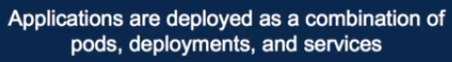 Applications are deployed as a combination of
pods, deployments, and services